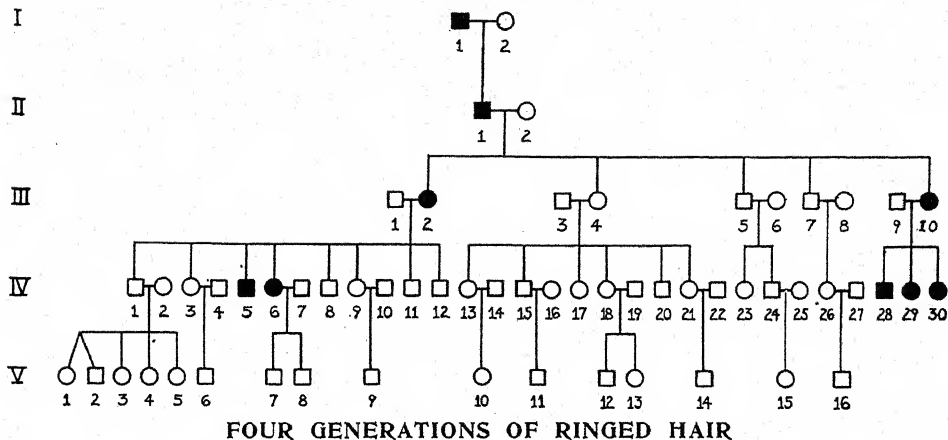 I
1 2
II
1 2
III
1 2 3 4 5 6 7 8 9 10
IV
1 2 3 4 5 6 7 8 9 10 11 12 13 14 15 16 17 18 19 20 21 22 23 24 25 26 27 28 29 30
V
1 2 3 4 5 6 7 8 9 10 11 12 13 14 15 16
FOUR GENERATIONS OF RINGED HAIR